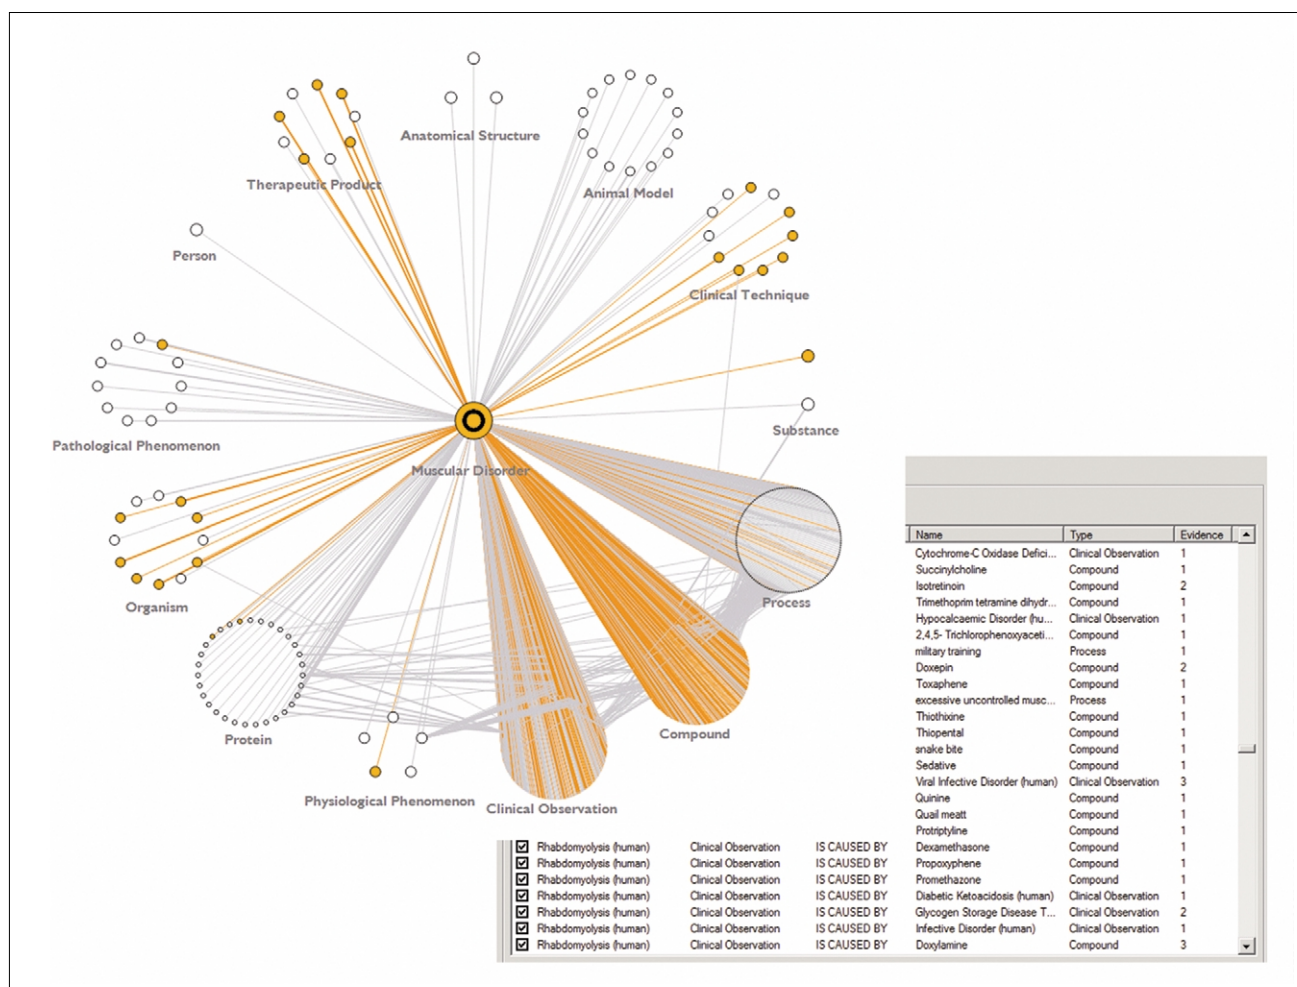 Anatomical Structure
Therapeutic Product
Animal Model
Person
Clinical Technique
Substance
Pathological Phenomenon
Muscular Disorder
Organism
Process
Protein
Compound
Physiological Phenomenon
Clinical Observation
Name Type Evidence
Cytochrome-C Oxidase Defici... Clinical Observation 1
Succinylcholine Compound 1
Isotretinoin Compound 2
Trimethoprim tetramine dihydr... Compound 1
Hypocalcaemic Disorder (hu... Clinical Observation 1
2,4,5- Trichlorophenoxyaceti... Compound 1
military training Process 1
Doxepin Compound 2
Toxaphene Compound 1
excessive uncontrolled musc... Process 1
Thiothixine Compound 1
Thiopental Compound 1
snake bite Compound 1
Sedative Compound 1
Viral Infective Disorder (human) Clinical Observation 3
Quinine Compound 1
Quail meatt Compound 1
Protriptyline Compound 1
Rhabdomyolysis (human) Clinical Observation IS CAUSED BY Dexamethasone Compound 1
Rhabdomyolysis (human) Clinical Observation IS CAUSED BY Propoxyphene Compound 1
Rhabdomyolysis (human) Clinical Observation IS CAUSED BY Promethazone Compound 1
Rhabdomyolysis (human) Clinical Observation IS CAUSED BY Diabetic Ketoacidosis (human) Clinical Observation 1
Rhabdomyolysis (human) Clinical Observation IS CAUSED BY Glycogen Storage Disease T... Clinical Observation 2
Rhabdomyolysis (human) Clinical Observation IS CAUSED BY Infective Disorder (human) Clinical Observation 1
Rhabdomyolysis (human) Clinical Observation IS CAUSED BY Doxylamine Compound 3